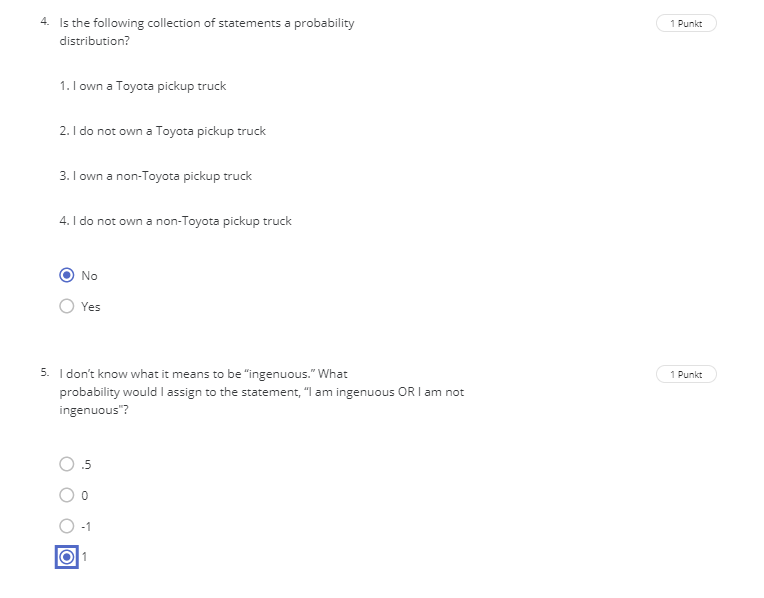 4. Is the following collection of statements a probability
distribution?
1 Punkt
1. I own a Toyota pickup truck
2. I do not own a Toyota pickup truck
3. I own a non-Toyota pickup truck
4. I do not own a non-Toyota pickup truck
No
Yes
5. I don't know what it means to be “ingenuous.” What
probability would I assign to the statement, “I am ingenuous OR I am not
ingenuous”?
1 Punkt
.5
0
-1
1